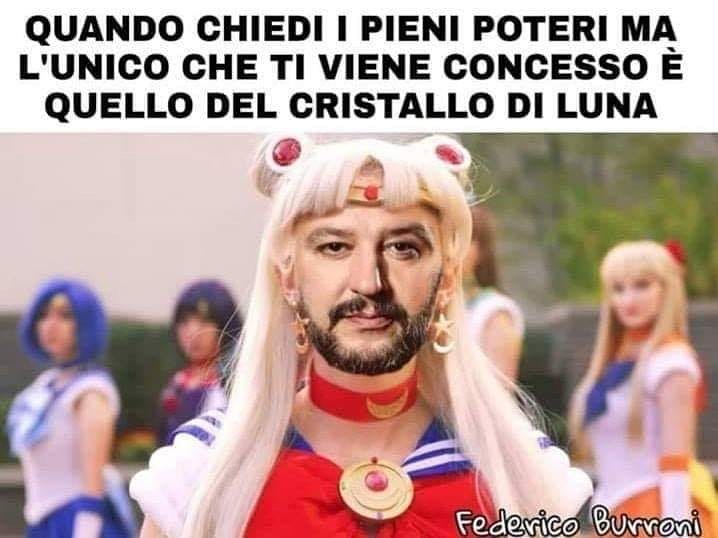 QUANDO CHIEDI I PIENI POTERI MA
L'UNICO CHE TI VIENE CONCESSO È
QUELLO DEL CRISTALLO DI LUNA
Federico Burroni